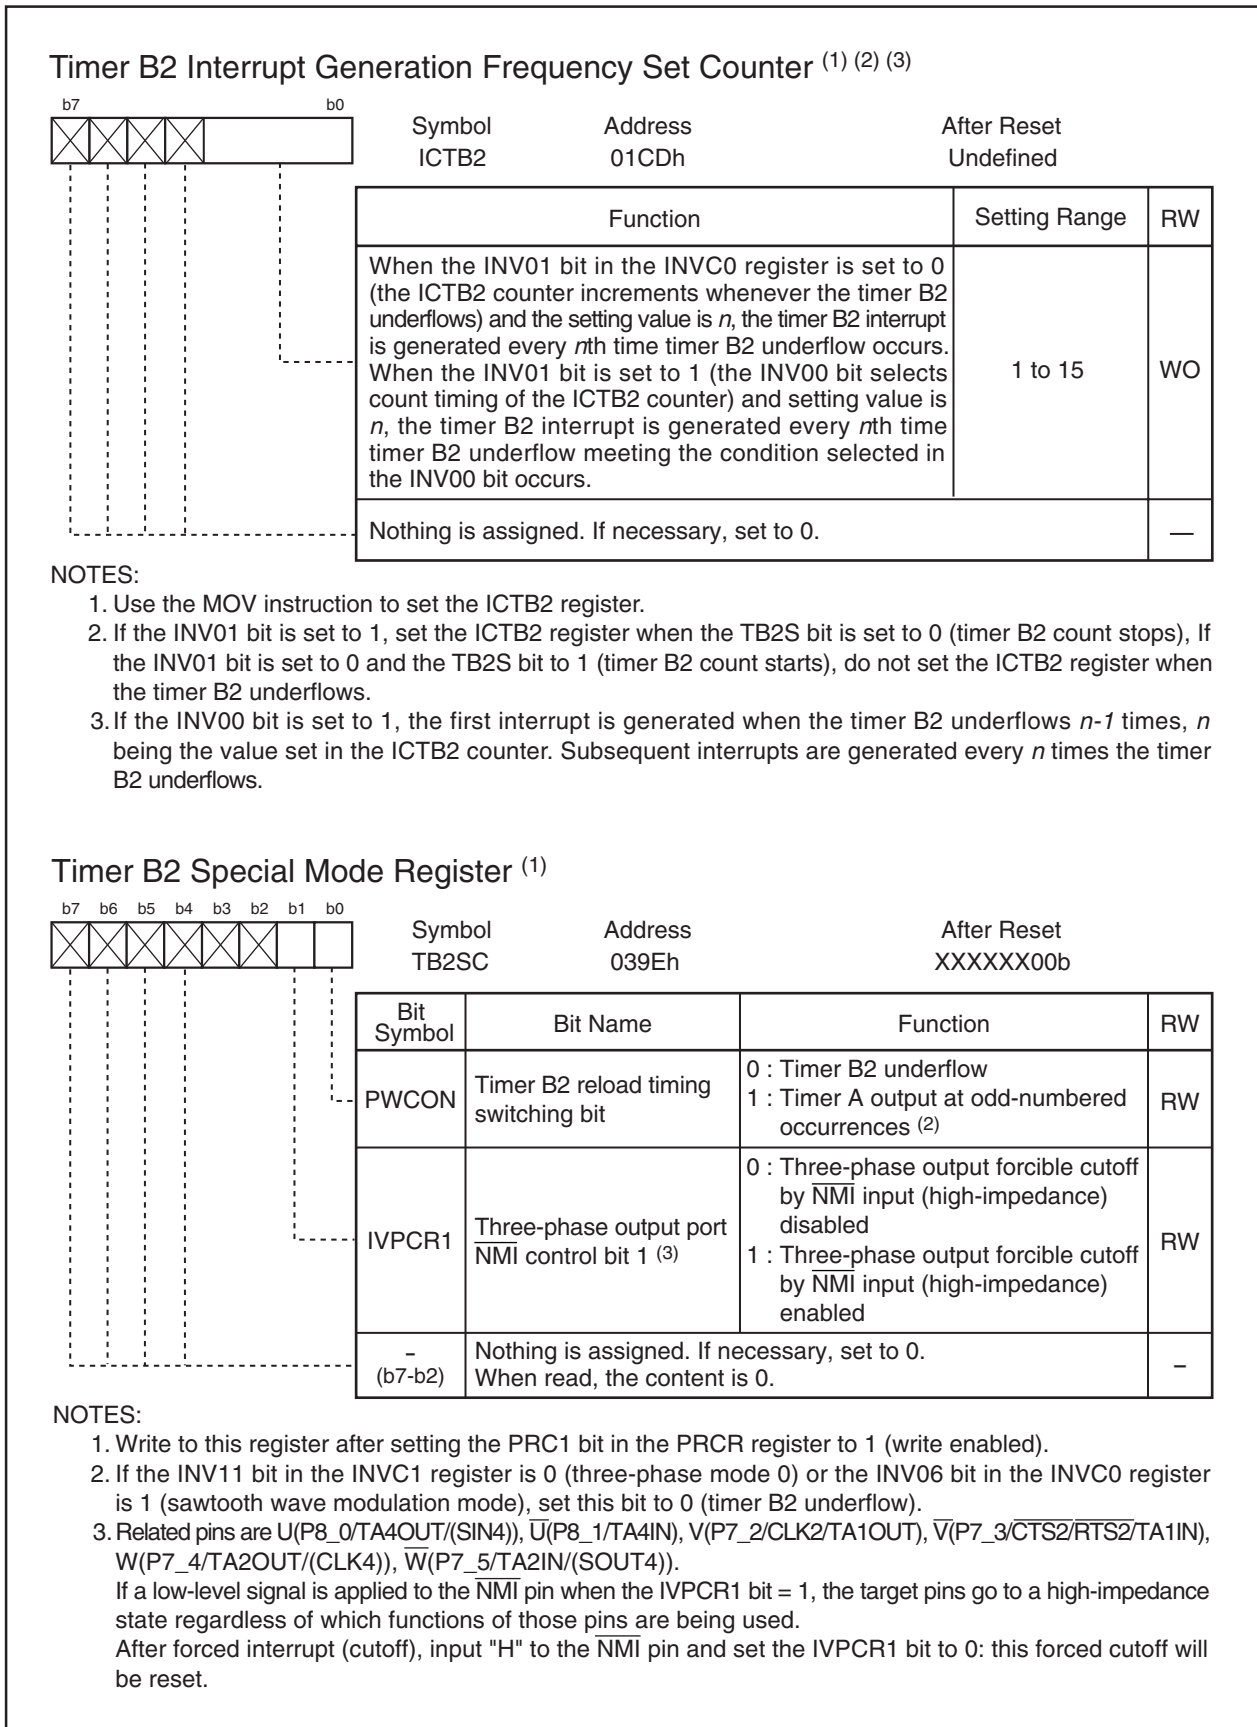 Timer B2 Interrupt Generation Frequency Set Counter (1) (2) (3)
b7 b0
Symbol Address After Reset
ICTB2 01CDh Undefined
Function Setting Range RW
When the INV01 bit in the INVC0 register is set to 0
(the ICTB2 counter increments whenever the timer B2
underflows) and the setting value is n, the timer B2 interrupt
is generated every nth time timer B2 underflow occurs.
When the INV01 bit is set to 1 (the INV00 bit selects
count timing of the ICTB2 counter) and setting value is
n, the timer B2 interrupt is generated every nth time
timer B2 underflow meeting the condition selected in
the INV00 bit occurs.
1 to 15 WO
Nothing is assigned. If necessary, set to 0. —
NOTES:
1. Use the MOV instruction to set the ICTB2 register.
2. If the INV01 bit is set to 1, set the ICTB2 register when the TB2S bit is set to 0 (timer B2 count stops), If
the INV01 bit is set to 0 and the TB2S bit to 1 (timer B2 count starts), do not set the ICTB2 register when
the timer B2 underflows.
3. If the INV00 bit is set to 1, the first interrupt is generated when the timer B2 underflows n-1 times, n
being the value set in the ICTB2 counter. Subsequent interrupts are generated every n times the timer
B2 underflows.
Timer B2 Special Mode Register (1)
b7 b6 b5 b4 b3 b2 b1 b0
Symbol Address After Reset
TB2SC 039Eh XXXXXX00b
Bit Symbol Bit Name Function RW
PWCON
Timer B2 reload timing
switching bit
0 : Timer B2 underflow
1 : Timer A output at odd-numbered
occurrences (2)
RW
IVPCR1
Three-phase output port
N̅M̅I̅ control bit 1 (3)
0 : Three-phase output forcible cutoff
by N̅M̅I̅ input (high-impedance)
disabled
1 : Three-phase output forcible cutoff
by N̅M̅I̅ input (high-impedance)
enabled
RW
–
(b7-b2)
Nothing is assigned. If necessary, set to 0.
When read, the content is 0.
–
NOTES:
1. Write to this register after setting the PRC1 bit in the PRCR register to 1 (write enabled).
2. If the INV11 bit in the INVC1 register is 0 (three-phase mode 0) or the INV06 bit in the INVC0 register
is 1 (sawtooth wave modulation mode), set this bit to 0 (timer B2 underflow).
3. Related pins are U(P8_0/TA4OUT/(SIN4)), U̅(P8_1/TA4IN), V(P7_2/CLK2/TA1OUT), V̅(P7_3/C̅T̅S̅2̅/R̅T̅S̅2̅/TA1IN),
W(P7_4/TA2OUT/(CLK4)), W̅(P7_5/TA2IN/(SOUT4)).
If a low-level signal is applied to the N̅M̅I̅ pin when the IVPCR1 bit = 1, the target pins go to a high-impedance
state regardless of which functions of those pins are being used.
After forced interrupt (cutoff), input "H" to the N̅M̅I̅ pin and set the IVPCR1 bit to 0: this forced cutoff will
be reset.